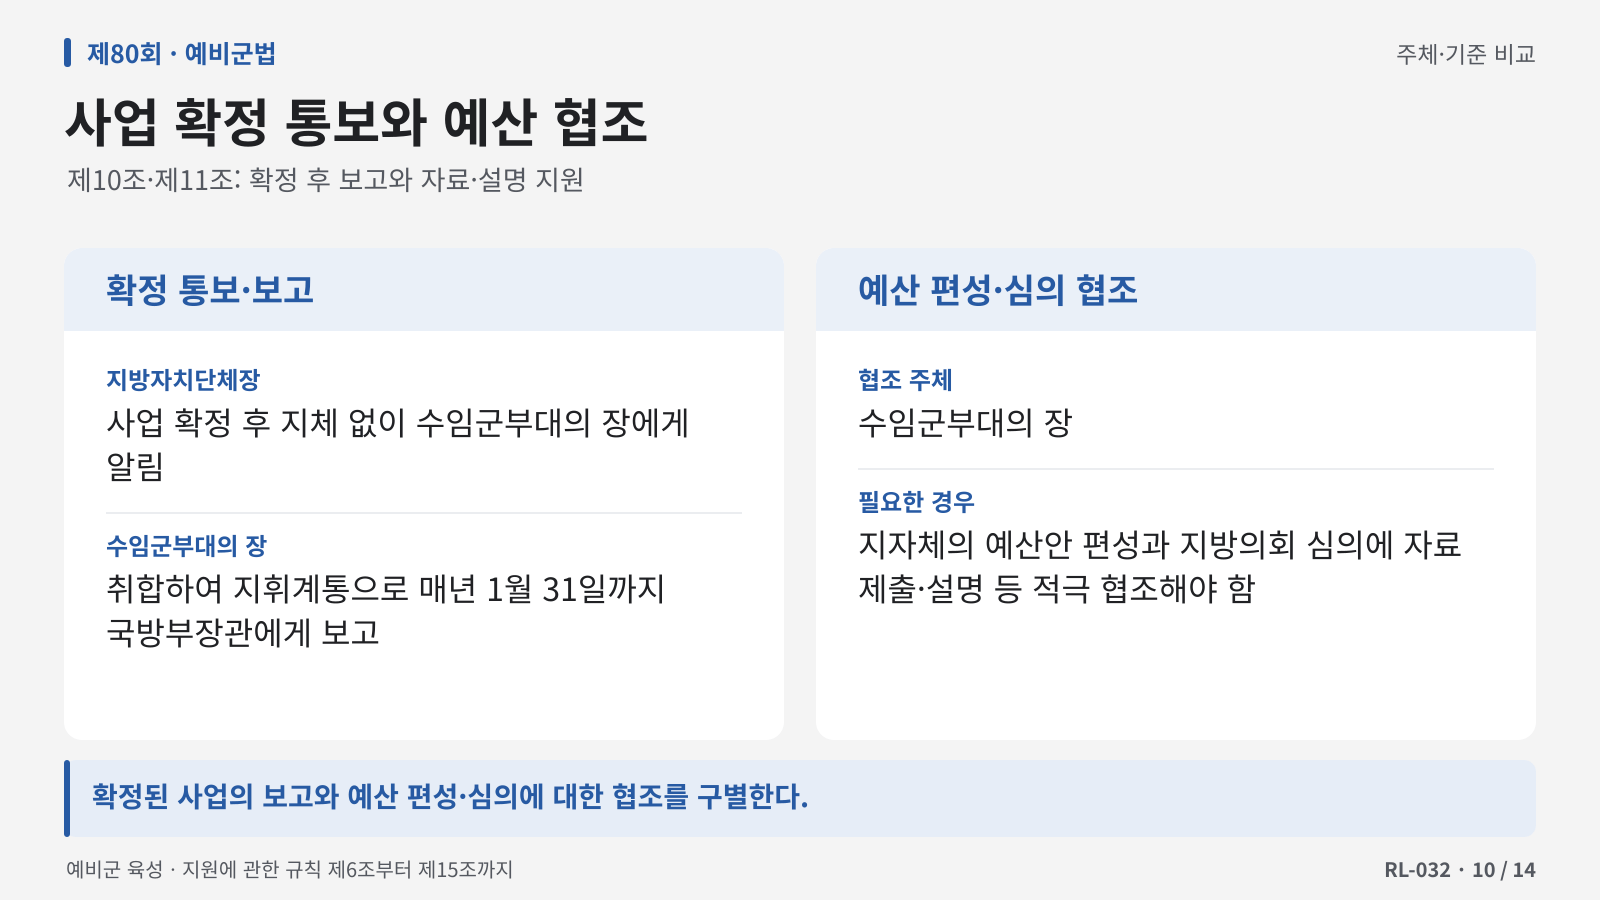 제80회 · 예비군법
주체·기준 비교
사업 확정 통보와 예산 협조
제10조·제11조: 확정 후 보고와 자료·설명 지원
확정 통보·보고
지방자치단체장
사업 확정 후 지체 없이 수임군부대의 장에게
알림
수임군부대의 장
취합하여 지휘계통으로 매년 1월 31일까지
국방부장관에게 보고
예산 편성·심의 협조
협조 주체
수임군부대의 장
필요한 경우
지자체의 예산안 편성과 지방의회 심의에 자료
제출·설명 등 적극 협조해야 함
확정된 사업의 보고와 예산 편성·심의에 대한 협조를 구별한다.
예비군 육성 · 지원에 관한 규칙 제6조부터 제15조까지
RL-032 · 10 / 14